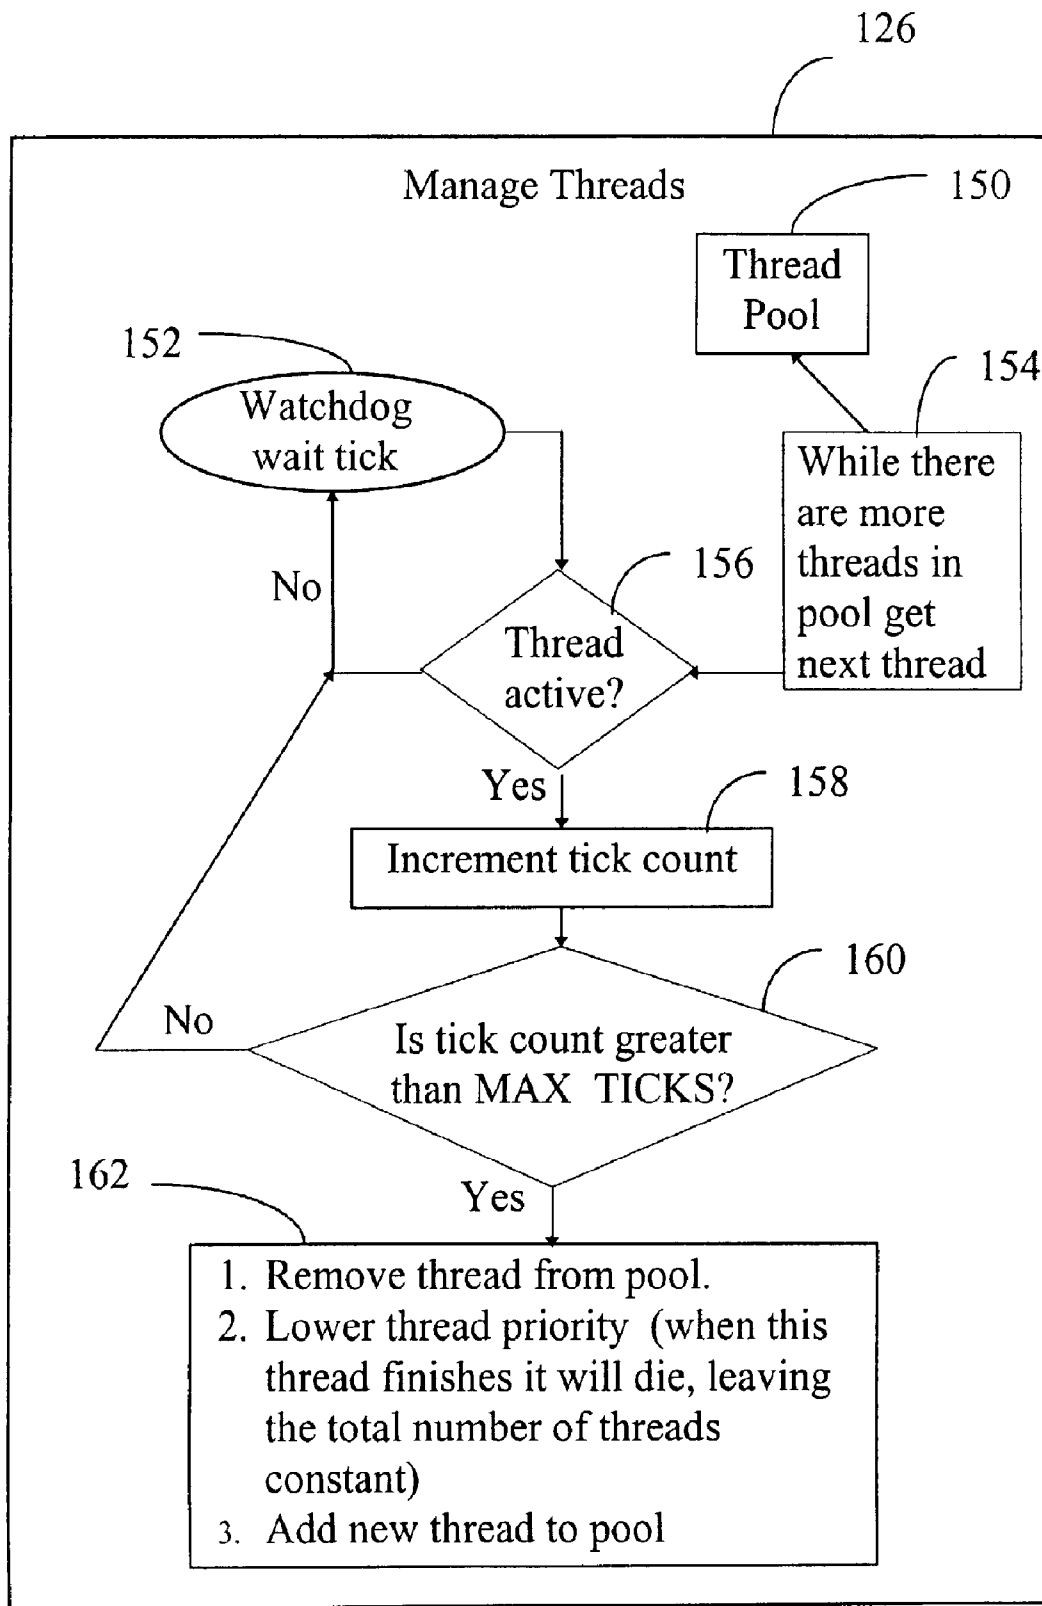 126
Manage Threads
150
Thread
Pool
152
Watchdog
wait tick
154
While there
are more
threads in
pool get
next thread
No
156
Thread
active?
Yes
158
Increment tick count
160
No
Is tick count greater
than MAX TICKS?
162
Yes
1. Remove thread from pool.
2. Lower thread priority (when this
thread finishes it will die, leaving
the total number of threads
constant)
3. Add new thread to pool